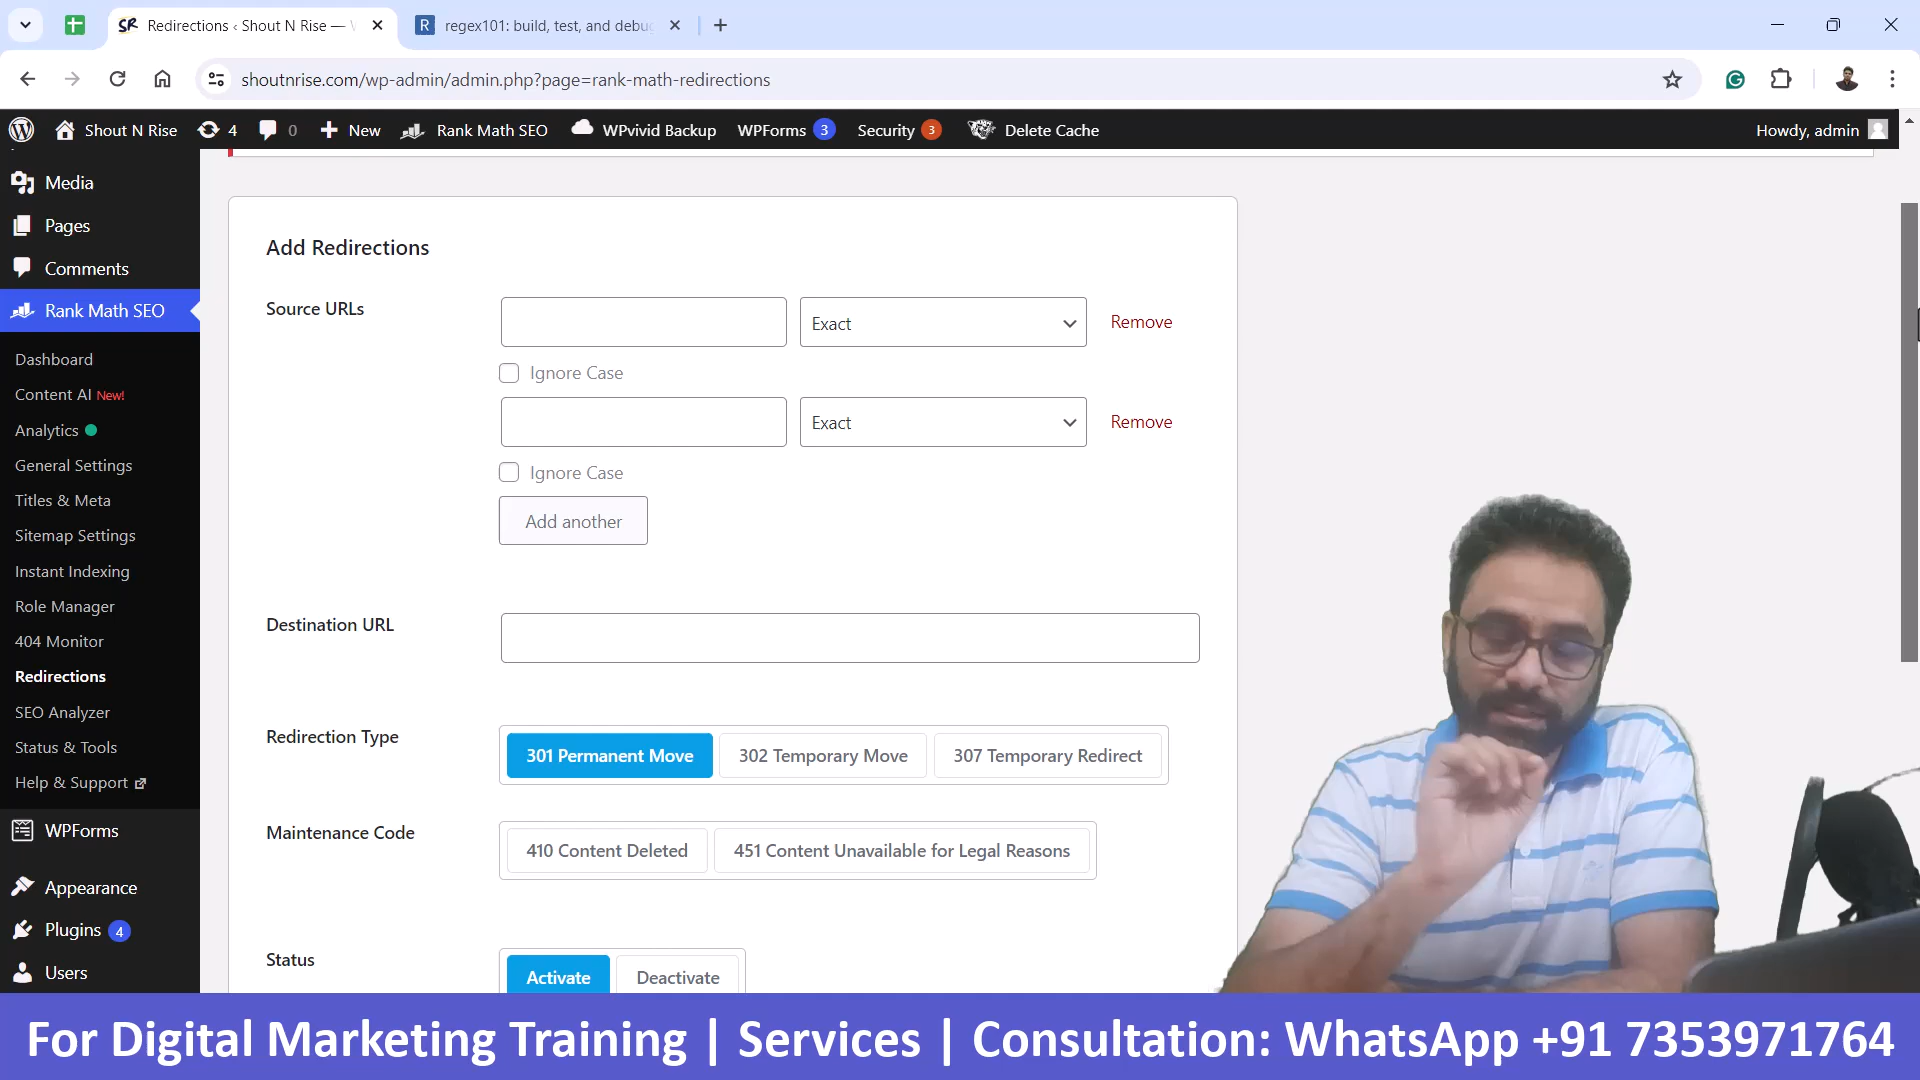 Redirections ‹ Shout N Rise —
regex101: build, test, and debu
shoutnrise.com/wp-admin/admin.php?page=rank-math-redirections
Shout N Rise 4 0 New Rank Math SEO WPvivid Backup WPForms 3 Security 3 Delete Cache Howdy, admin
Media
Pages
Comments
Rank Math SEO
Dashboard
Content AI New!
Analytics
General Settings
Titles & Meta
Sitemap Settings
Instant Indexing
Role Manager
404 Monitor
Redirections
SEO Analyzer
Status & Tools
Help & Support
WPForms
Appearance
Plugins 4
Users
Add Redirections
Source URLs
Exact
Remove
Ignore Case
Exact
Remove
Ignore Case
Add another
Destination URL
Redirection Type
301 Permanent Move 302 Temporary Move 307 Temporary Redirect
Maintenance Code
410 Content Deleted 451 Content Unavailable for Legal Reasons
Status
Activate Deactivate
For Digital Marketing Training | Services | Consultation: WhatsApp +91 7353971764